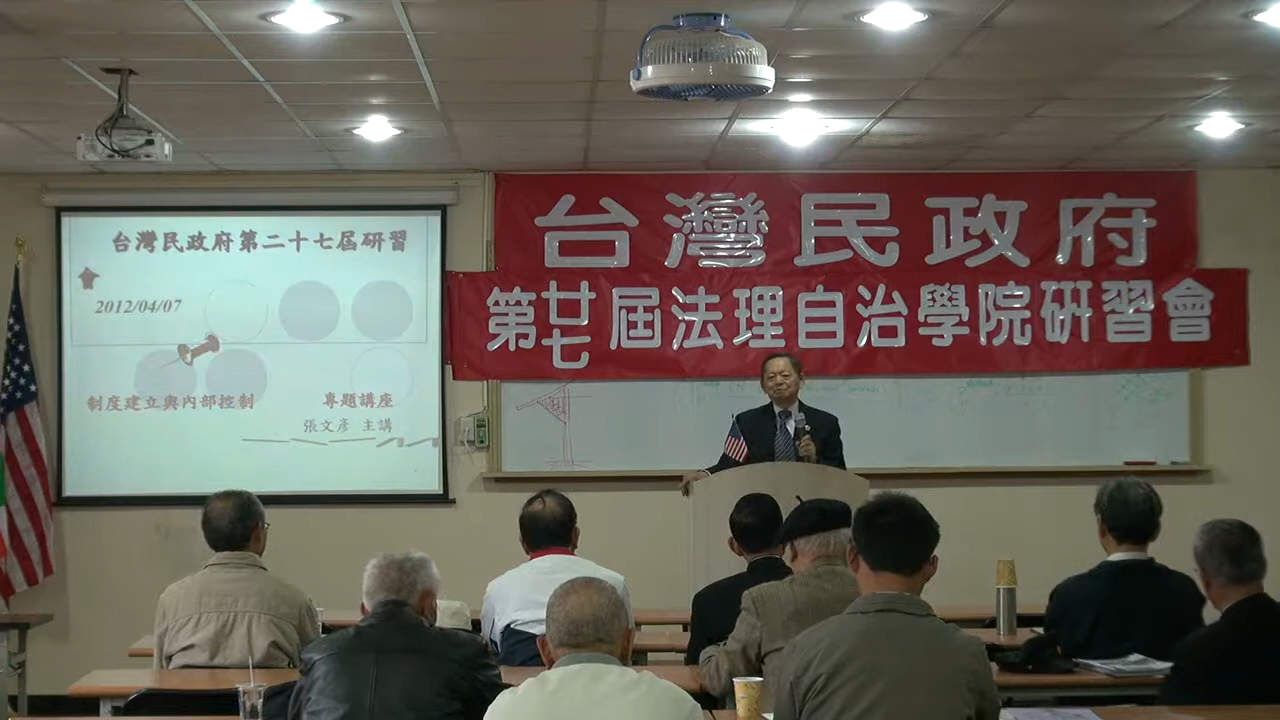 台灣民政府
第廿七屆法理自治學院研習會
台灣民政府第二十七屆研習
2012/04/07
制度建立與內部控制
專題講座
張文彥 主講